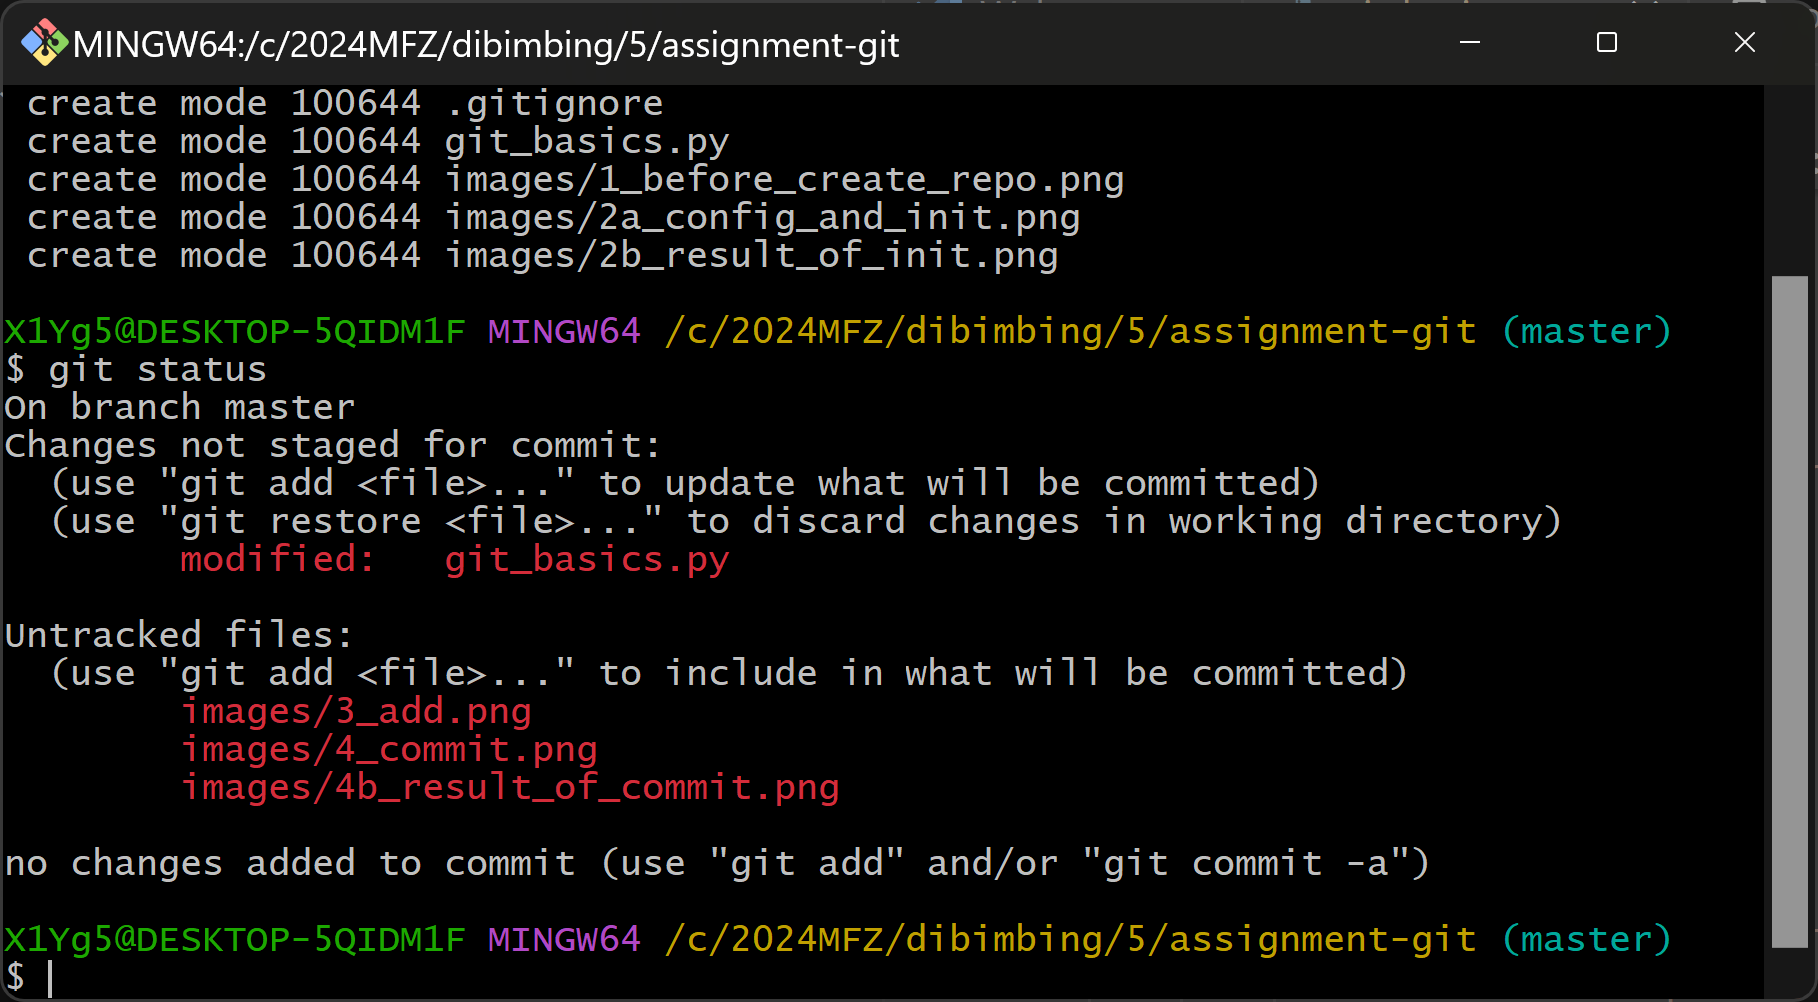 MINGW64:/c/2024MFZ/dibimbing/5/assignment-git
 create mode 100644 .gitignore
 create mode 100644 git_basics.py
 create mode 100644 images/1_before_create_repo.png
 create mode 100644 images/2a_config_and_init.png
 create mode 100644 images/2b_result_of_init.png

X1Yg5@DESKTOP-5QIDM1F MINGW64 /c/2024MFZ/dibimbing/5/assignment-git (master)
$ git status
On branch master
Changes not staged for commit:
  (use "git add <file>..." to update what will be committed)
  (use "git restore <file>..." to discard changes in working directory)
        modified:   git_basics.py

Untracked files:
  (use "git add <file>..." to include in what will be committed)
        images/3_add.png
        images/4_commit.png
        images/4b_result_of_commit.png

no changes added to commit (use "git add" and/or "git commit -a")

X1Yg5@DESKTOP-5QIDM1F MINGW64 /c/2024MFZ/dibimbing/5/assignment-git (master)
$